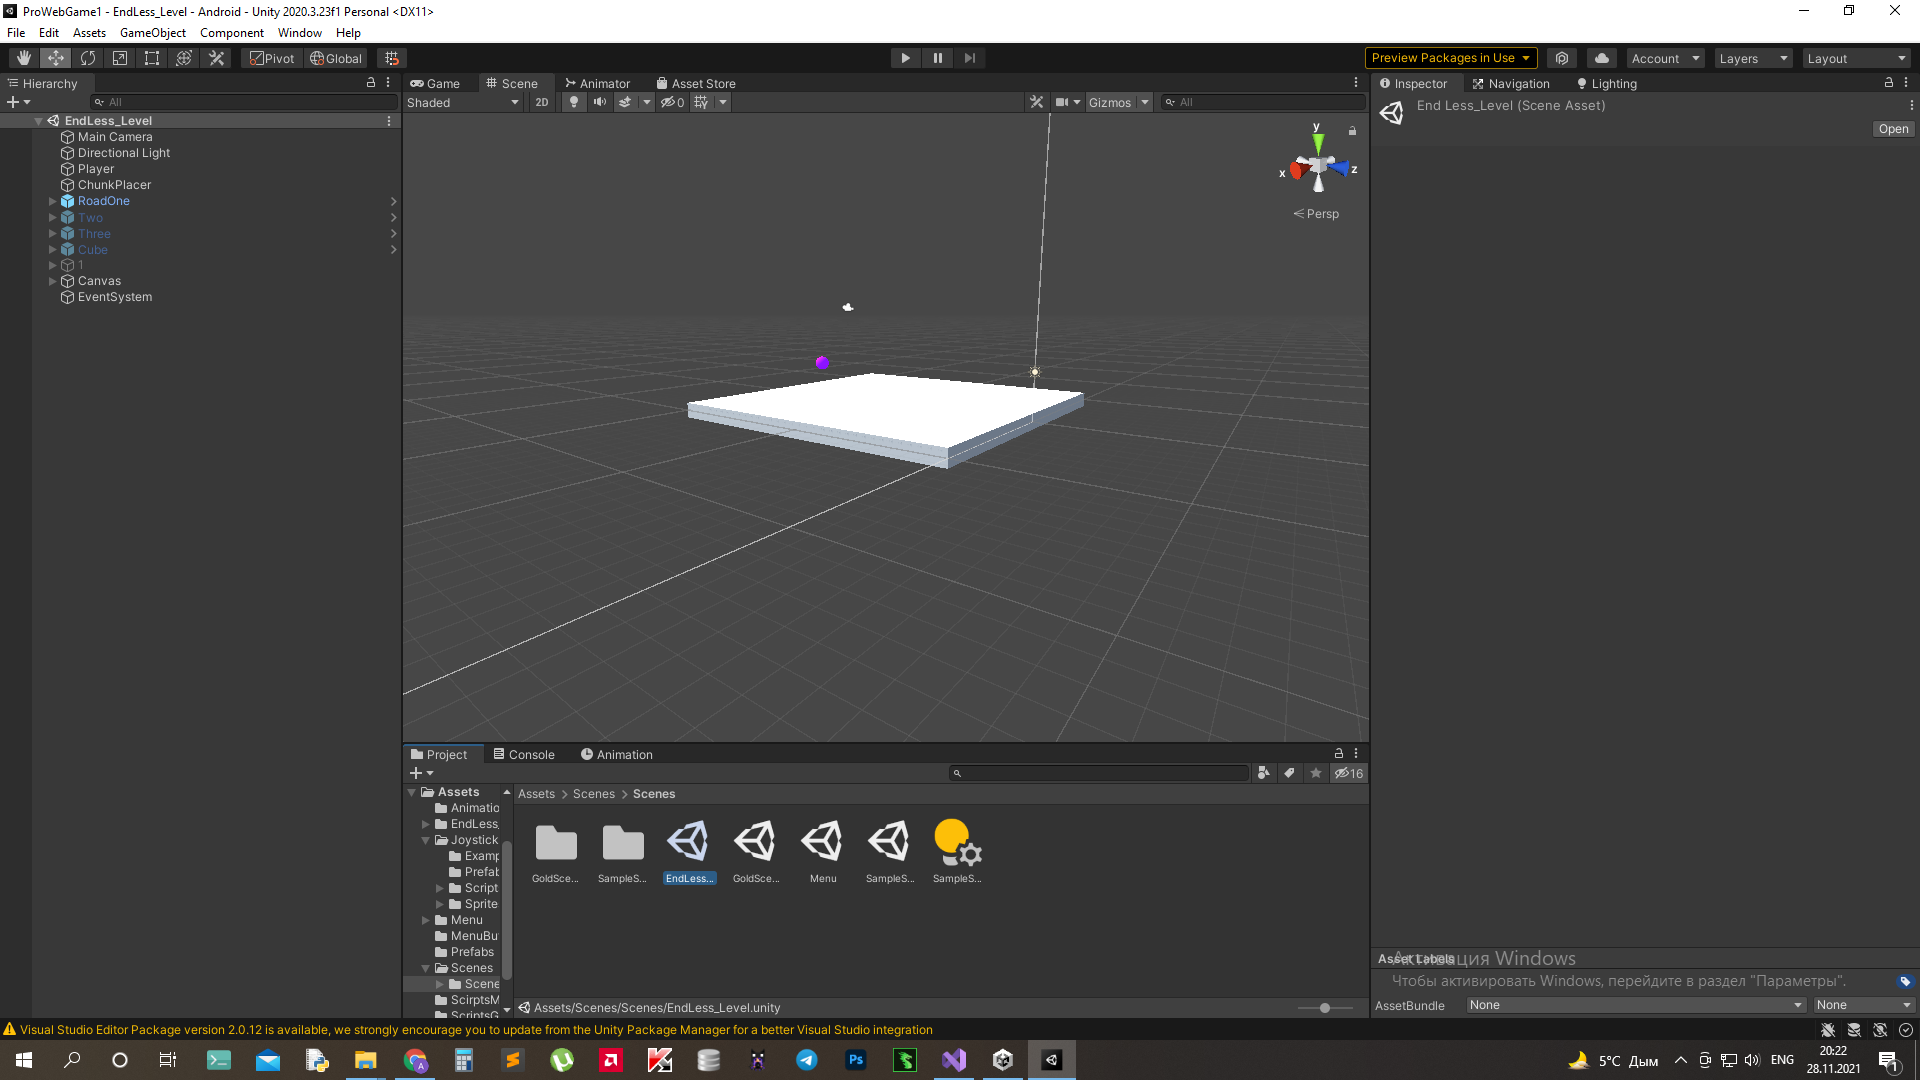 ProWebGame1 - EndLess_Level - Android - Unity 2020.3.23f1 Personal <DX11>
File Edit Assets GameObject Component Window Help
Pivot Global Preview Packages in Use Account Layers Layout
Hierarchy Game Scene Animator Asset Store Inspector Navigation Lighting
All Shaded 2D 0 Gizmos All
EndLess_Level
Main Camera
Directional Light
Player
ChunkPlacer
RoadOne
Two
Three
Cube
1
Canvas
EventSystem
y
x
z
Persp
End Less_Level (Scene Asset)
Open
Project Console Animation
16
Assets
Animatio
EndLess_
Joystick
Examp
Prefab
Script
Sprite
Menu
MenuBu
Prefabs
Scenes
Scene
ScirptsM
ScriptsG
Assets > Scenes > Scenes
GoldSce... SampleS... EndLess... GoldSce... Menu SampleS... SampleS...
Assets/Scenes/Scenes/EndLess_Level.unity
Asset Labels
Активация Windows
Чтобы активировать Windows, перейдите в раздел "Параметры".
AssetBundle None None
Visual Studio Editor Package version 2.0.12 is available, we strongly encourage you to update from the Unity Package Manager for a better Visual Studio integration
A Ps
5°C Дым ENG
20:22
28.11.2021
1